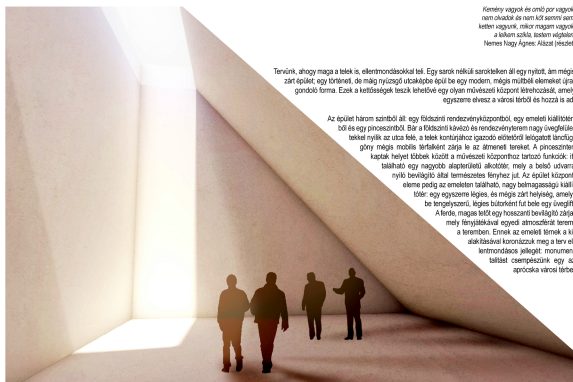 Kemény vagyok és omló por vagyok
nem olvadok és nem köt semmi sem
ketten vagyunk, mikor magam vagyok
a lelkem szikla, testem végtelen
Nemes Nagy Ágnes: Alázat (részlet
Tervünk, ahogy maga a telek is, ellentmondásokkal teli. Egy sarok nélküli saroktelken áll egy nyitott, ám mégis
zárt épület; egy történeti, de máig nyüzsgő utcaképbe épül be egy modern, mégis múltbéli elemeket újra
gondoló forma. Ezek a kettősségek teszik lehetővé egy olyan művészeti központ létrehozását, amely
egyszerre elvesz a városi térből és hozzá is ad
Az épület három szintből áll: egy földszinti rendezvényközpontból, egy emeleti kiállítótér
ből és egy pinceszintből. Bár a földszinti kávézó és rendezvényterem nagy üvegfelüle
tekkel nyílik az utca felé, a telek kontúrjához igazodó előtetőről lelógatott láncfüg
göny mégis mobilis térfalként zárja le az átmeneti tereket. A pinceszinten
kaptak helyet többek között a művészeti központhoz tartozó funkciók: it
található egy nagyobb alapterületű alkotótér, mely a belső udvarra
nyíló bevilágító által természetes fényhez jut. Az épület központi
eleme pedig az emeleten található, nagy belmagasságú kiállí
tótér: egy egyszerre légies, és mégis zárt helyiség, amely
be tengelyszerű, légies bútorként fut bele egy üveglift
A ferde, magas tetőt egy hosszanti bevilágító zárja
mely fényjátékával egyedi atmoszférát terem
a teremben. Ennek az emeleti térnek a ki
alakításával koronázzuk meg a terv el
lentmondásos jellegét: monumen
talitást csempészünk egy az
aprócska városi térbe